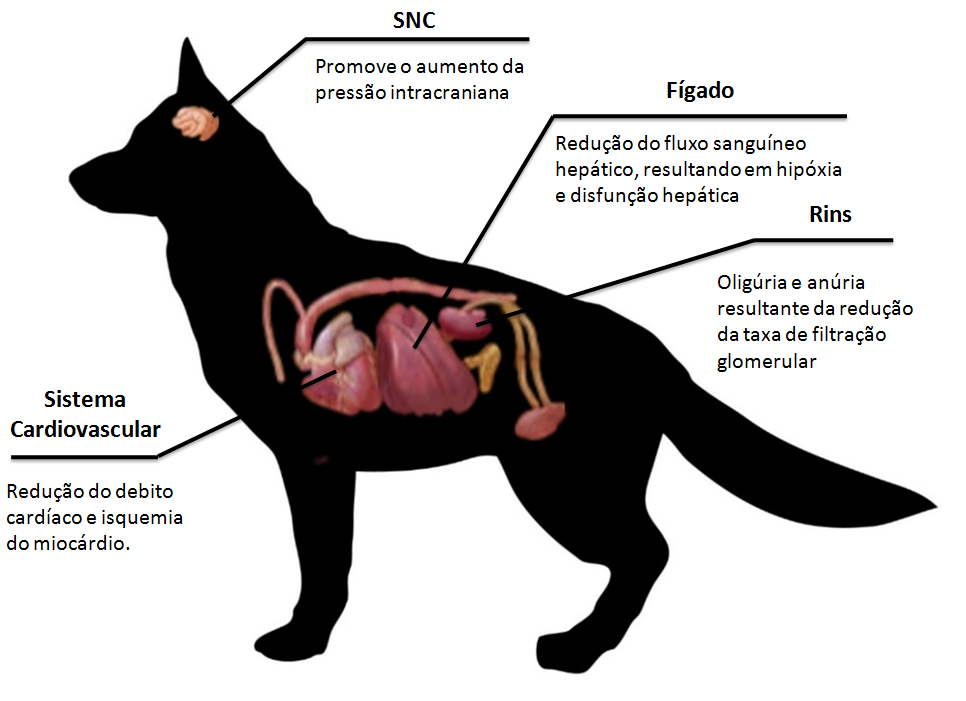 SNC
Promove o aumento da
pressão intracraniana
Fígado
Redução do fluxo sanguíneo
hepático, resultando em hipóxia
e disfunção hepática
Rins
Oligúria e anúria
resultante da redução
da taxa de filtração
glomerular
Sistema
Cardiovascular
Redução do debito
cardíaco e isquemia
do miocárdio.